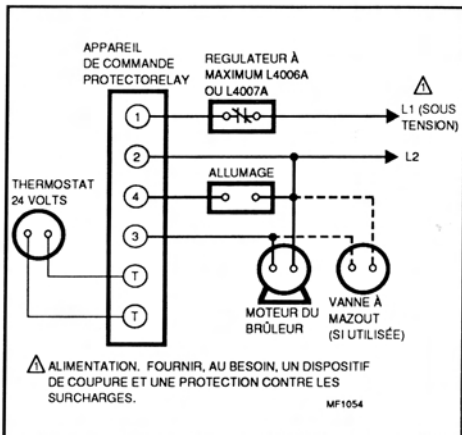 APPAREIL
DE COMMANDE
PROTECTORELAY
REGULATEUR À
MAXIMUM L4006A
OU L4007A
1
L1 (SOUS
TENSION)
1
2
L2
THERMOSTAT
24 VOLTS
ALLUMAGE
4
3
T
T
MOTEUR DU
BRÛLEUR
VANNE À
MAZOUT
(SI UTILISÉE)
1 ALIMENTATION. FOURNIR, AU BESOIN, UN DISPOSITIF
DE COUPURE ET UNE PROTECTION CONTRE LES
SURCHARGES.
MF1054